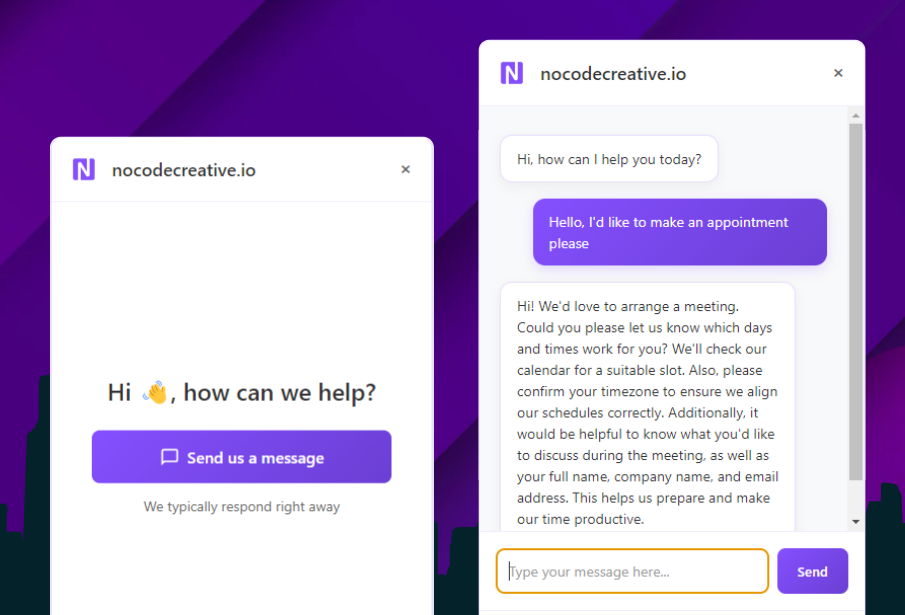 nocodecreative.io
×
Hi 👋, how can we help?
Send us a message
We typically respond right away
nocodecreative.io
×
Hi, how can I help you today?
Hello, I'd like to make an appointment
please
Hi! We'd love to arrange a meeting.
Could you please let us know which days
and times work for you? We'll check our
calendar for a suitable slot. Also, please
confirm your timezone to ensure we align
our schedules correctly. Additionally, it
would be helpful to know what you'd like
to discuss during the meeting, as well as
your full name, company name, and email
address. This helps us prepare and make
our time productive.
Type your message here...
Send